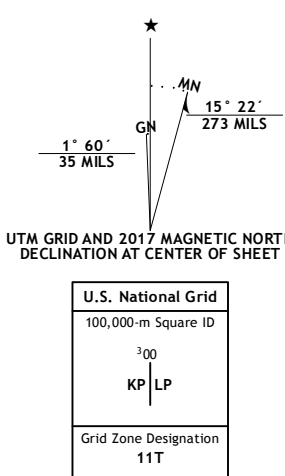 ★
MN
GN
15° 22´
273 MILS
1° 60´
35 MILS
UTM GRID AND 2017 MAGNETIC NORT
DECLINATION AT CENTER OF SHEET
U.S. National Grid
100,000-m Square ID
³00
KP LP
Grid Zone Designation
11T